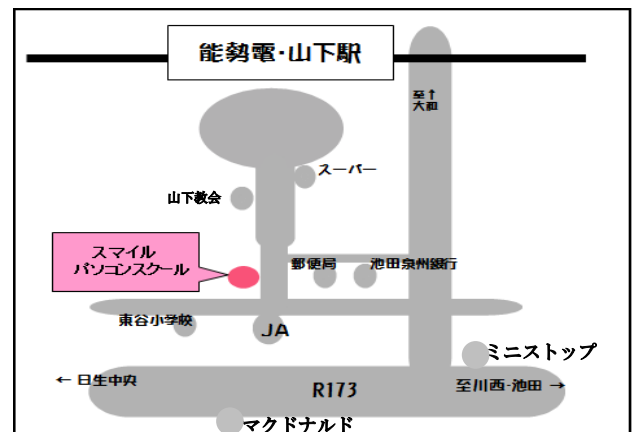 能勢電・山下駅
至↑
大和
スーパー
山下教会
スマイル
パソコンスクール
郵便局
池田泉州銀行
東谷小学校
JA
ミニストップ
← 日生中央
R173
至川西・池田 →
マクドナルド